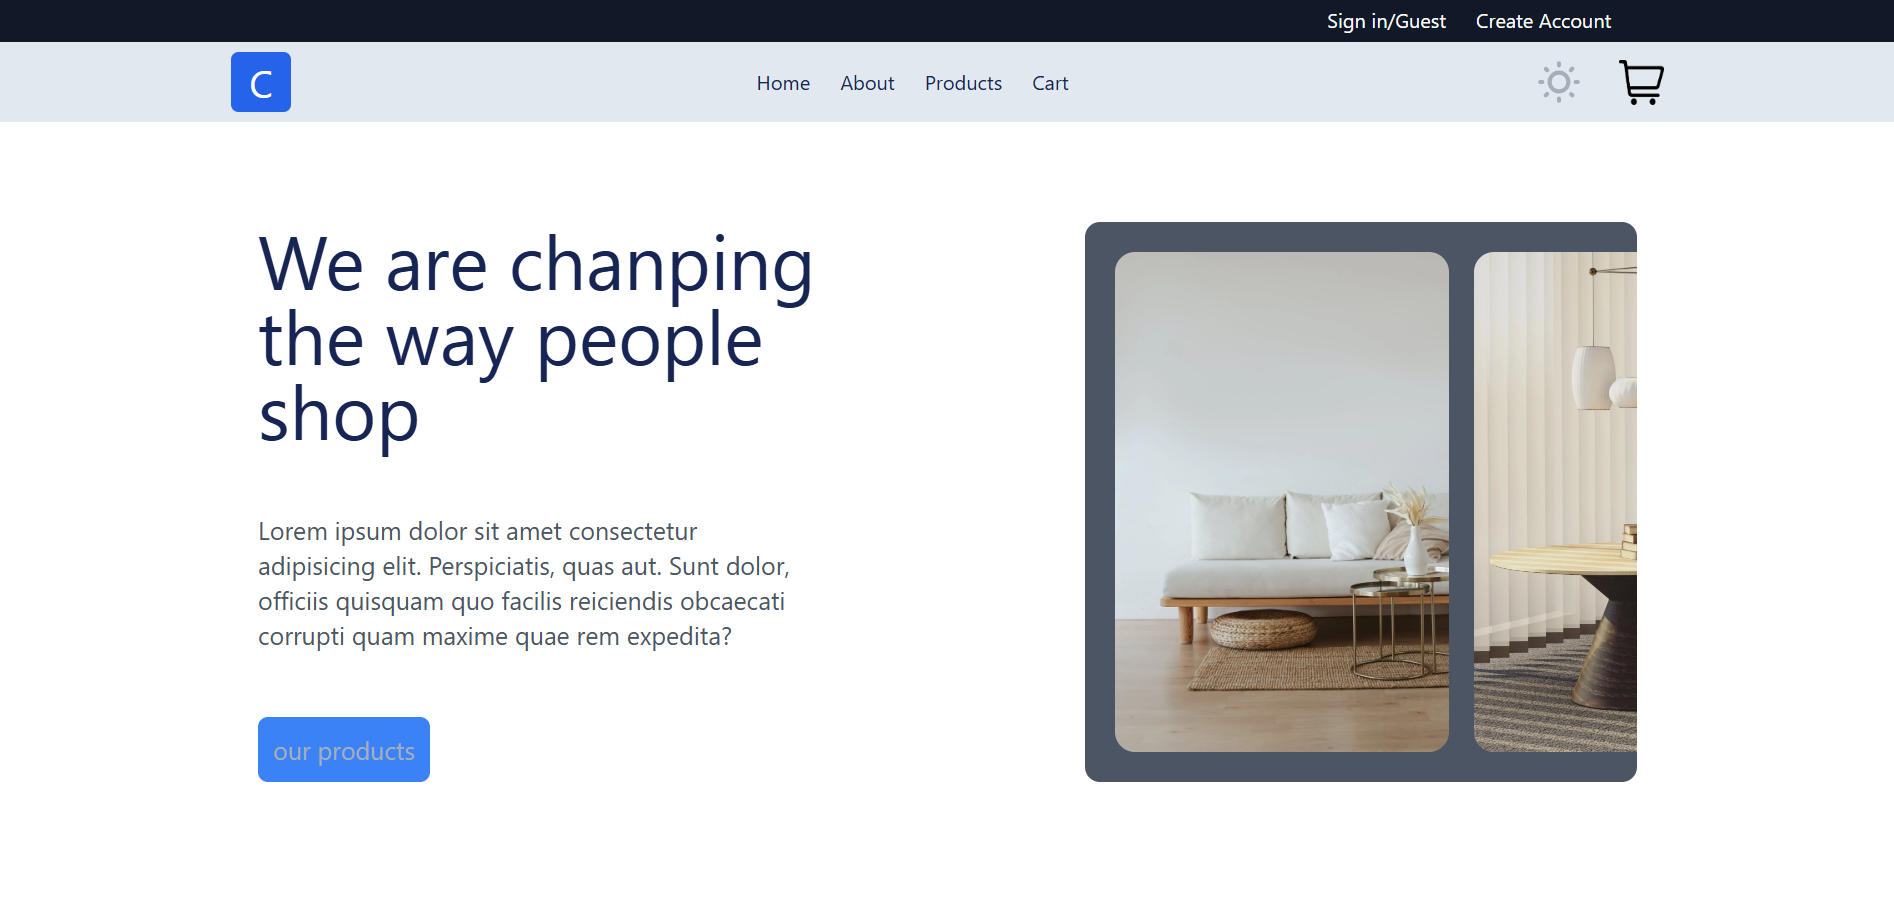 Sign in/Guest Create Account
C Home About Products Cart
We are chanping
the way people
shop
Lorem ipsum dolor sit amet consectetur
adipisicing elit. Perspiciatis, quas aut. Sunt dolor,
officiis quisquam quo facilis reiciendis obcaecati
corrupti quam maxime quae rem expedita?
our products